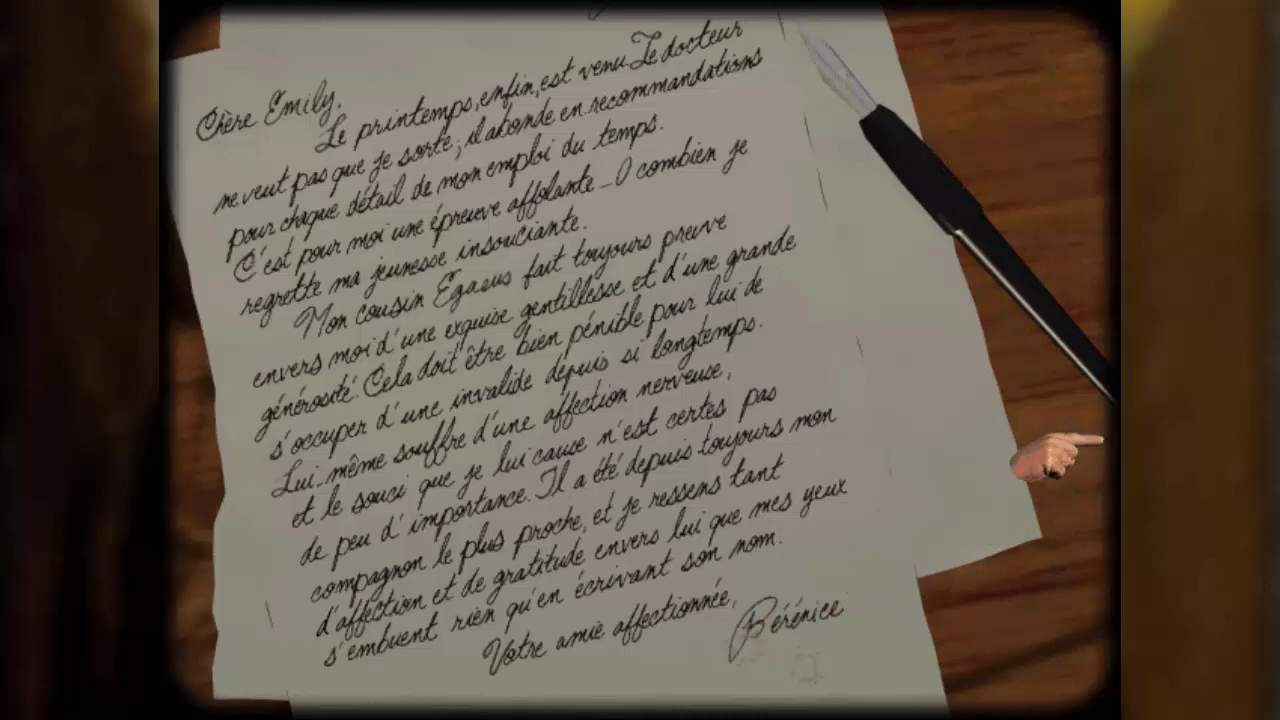 Chère Emily,
Le printemps, enfin, est venu. Le docteur
ne veut pas que je sorte; il abonde en recommandations
pour chaque détail de mon emploi du temps.
C'est pour moi une épreuve affolante_ O combien je
regrette ma jeunesse insouciante.
Mon cousin Egaeus fait toujours preuve
envers moi d'une exquise gentillesse et d'une grande
générosité. Cela doit être bien pénible pour lui de
s'occuper d'une invalide depuis si longtemps.
Lui-même souffre d'une affection nerveuse,
et le souci que je lui cause n'est certes pas
de peu d'importance. Il a été depuis toujours mon
compagnon le plus proche, et je ressens tant
d'affection et de gratitude envers lui que mes yeux
s'embuent rien qu'en écrivant son nom.
Votre amie affectionnée,
Bérénice